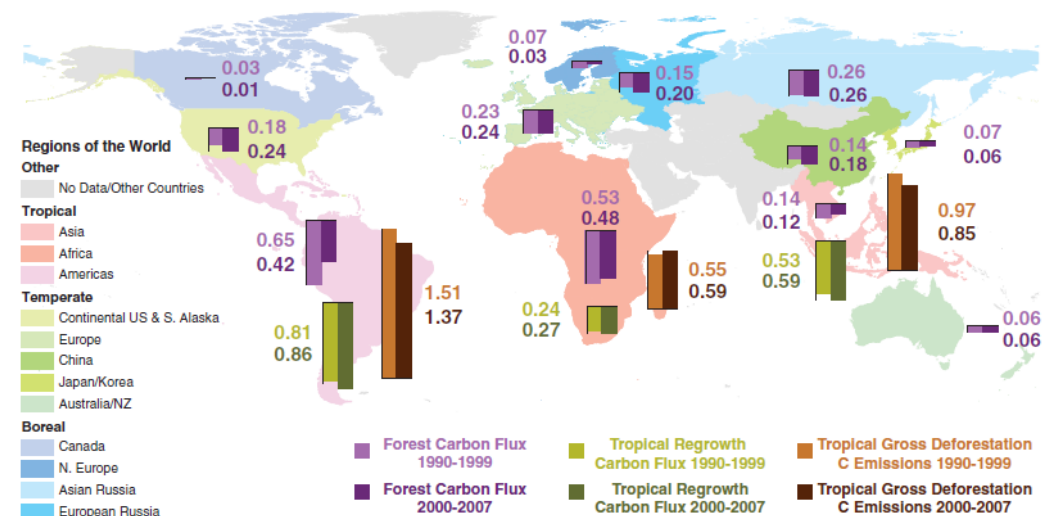 0.07
0.03
0.03
0.01
0.15
0.20
0.26
0.26
0.23
0.24
0.18
0.24
0.14
0.18
0.07
0.06
Regions of the World
Other
No Data/Other Countries
Tropical
Asia
Africa
Americas
Temperate
Continental US & S. Alaska
Europe
China
Japan/Korea
Australia/NZ
Boreal
Canada
N. Europe
Asian Russia
European Russia
0.65
0.42
1.51
1.37
0.81
0.86
0.53
0.48
0.55
0.59
0.24
0.27
0.14
0.12
0.97
0.85
0.53
0.59
0.06
0.06
Forest Carbon Flux
1990-1999
Forest Carbon Flux
2000-2007
Tropical Regrowth
Carbon Flux 1990-1999
Tropical Regrowth
Carbon Flux 2000-2007
Tropical Gross Deforestation
C Emissions 1990-1999
Tropical Gross Deforestation
C Emissions 2000-2007